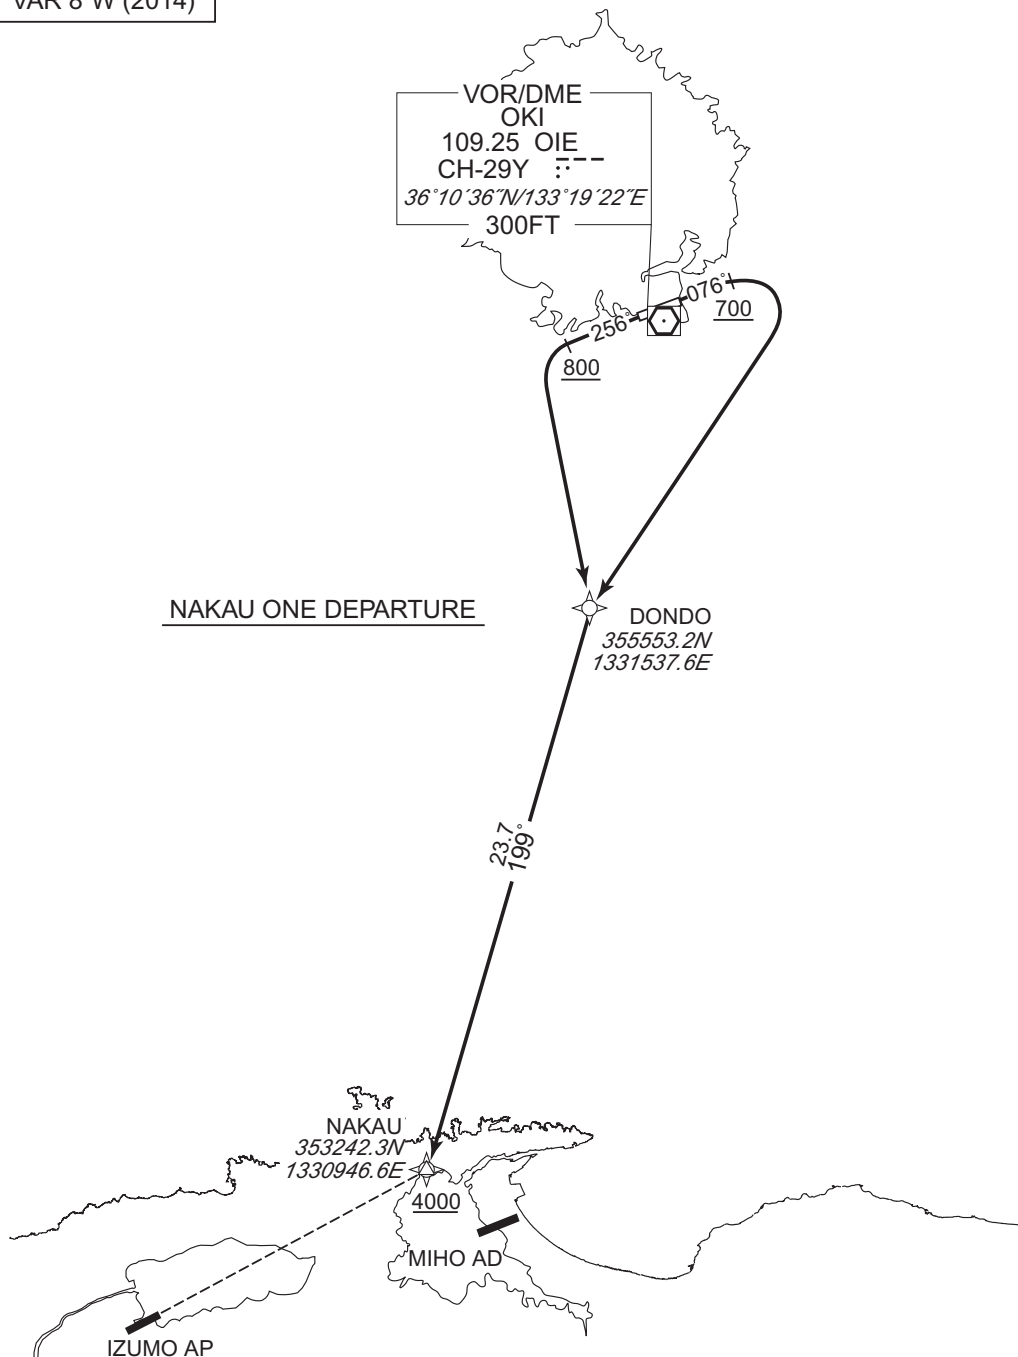 VAR 8°W (2014)
VOR/DME
OKI
109.25 OIE
CH-29Y
36°10´36˝N/133°19´22˝E
300FT
076°
700
256°
800
NAKAU ONE DEPARTURE
DONDO
355553.2N
1331537.6E
23.7
199°
NAKAU
353242.3N
1330946.6E
4000
MIHO AD
IZUMO AP